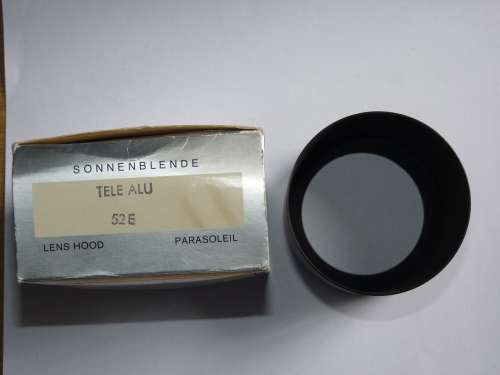 SONNENBLENDE
TELE ALU
52 E
LENS HOOD PARASOLEIL